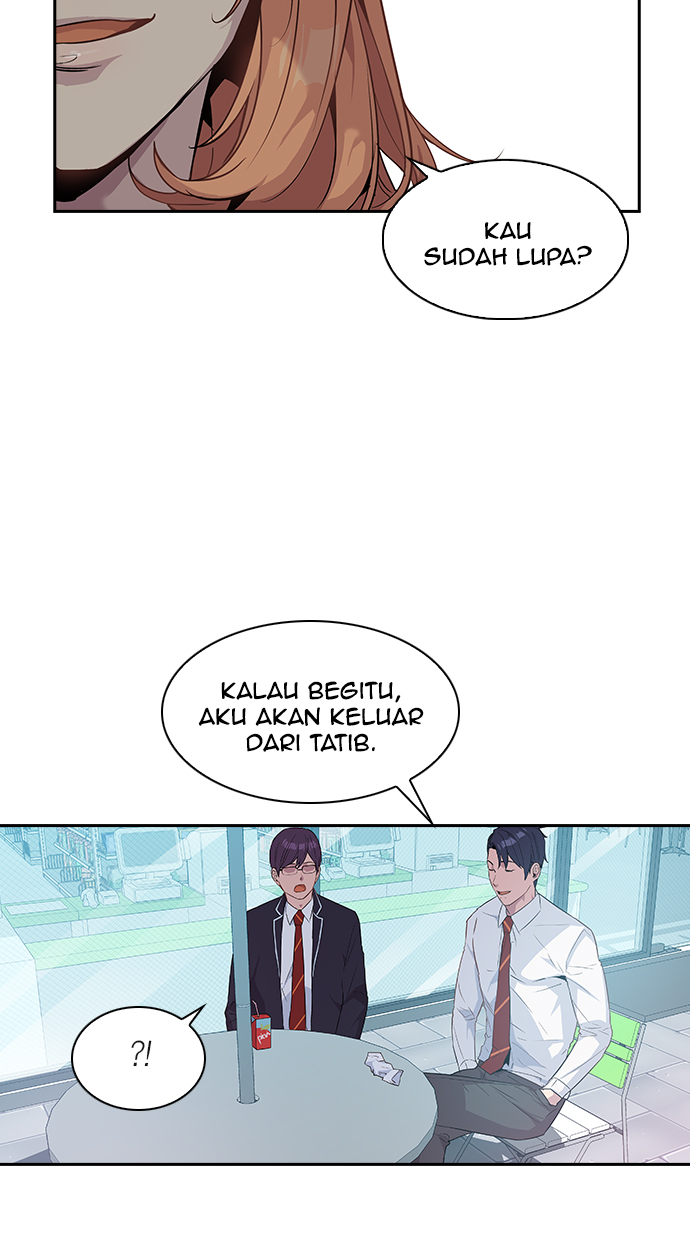 KAU
SUDAH LUPA?
KALAU BEGITU,
AKU AKAN KELUAR
DARI TATIB.
?!